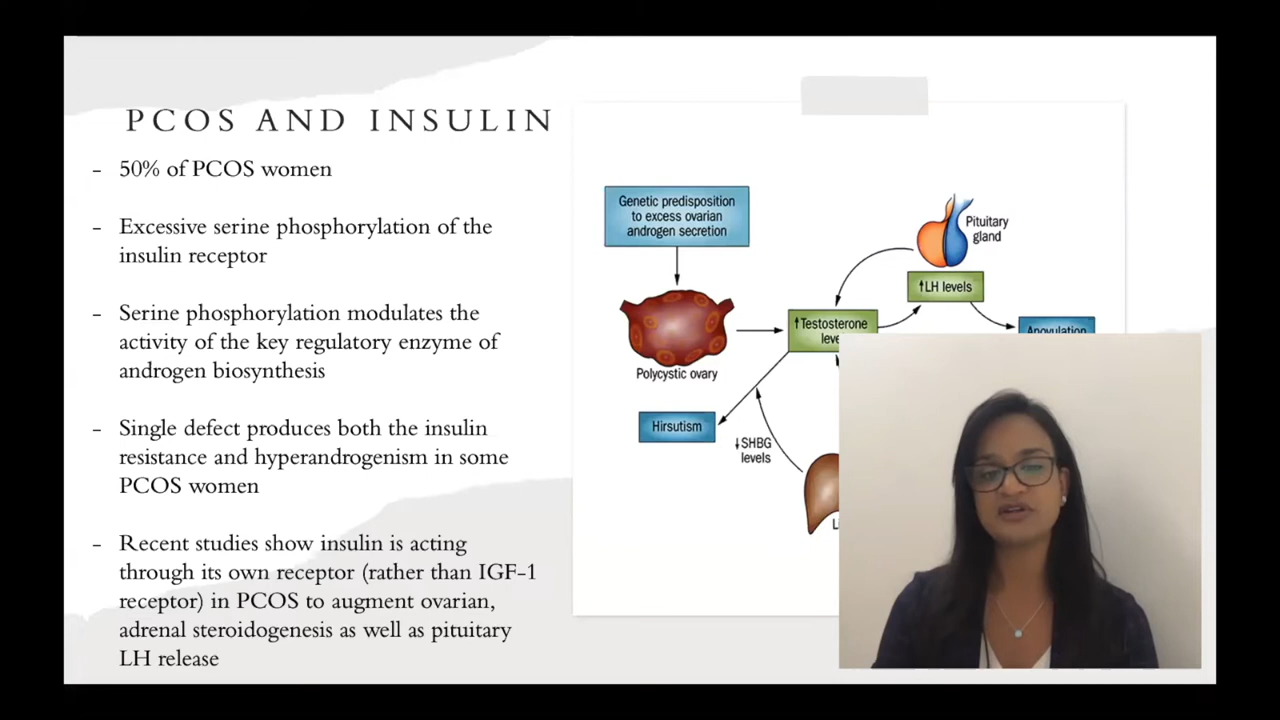 PCOS AND INSULIN
- 50% of PCOS women
- Excessive serine phosphorylation of the
insulin receptor
- Serine phosphorylation modulates the
activity of the key regulatory enzyme of
androgen biosynthesis
- Single defect produces both the insulin
resistance and hyperandrogenism in some
PCOS women
- Recent studies show insulin is acting
through its own receptor (rather than IGF-1
receptor) in PCOS to augment ovarian,
adrenal steroidogenesis as well as pituitary
LH release
Genetic predisposition
to excess ovarian
androgen secretion
Pituitary
gland
↑LH levels
↑Testosterone
Anovulation
Polycystic ovary
Hirsutism
↓SHBG
levels